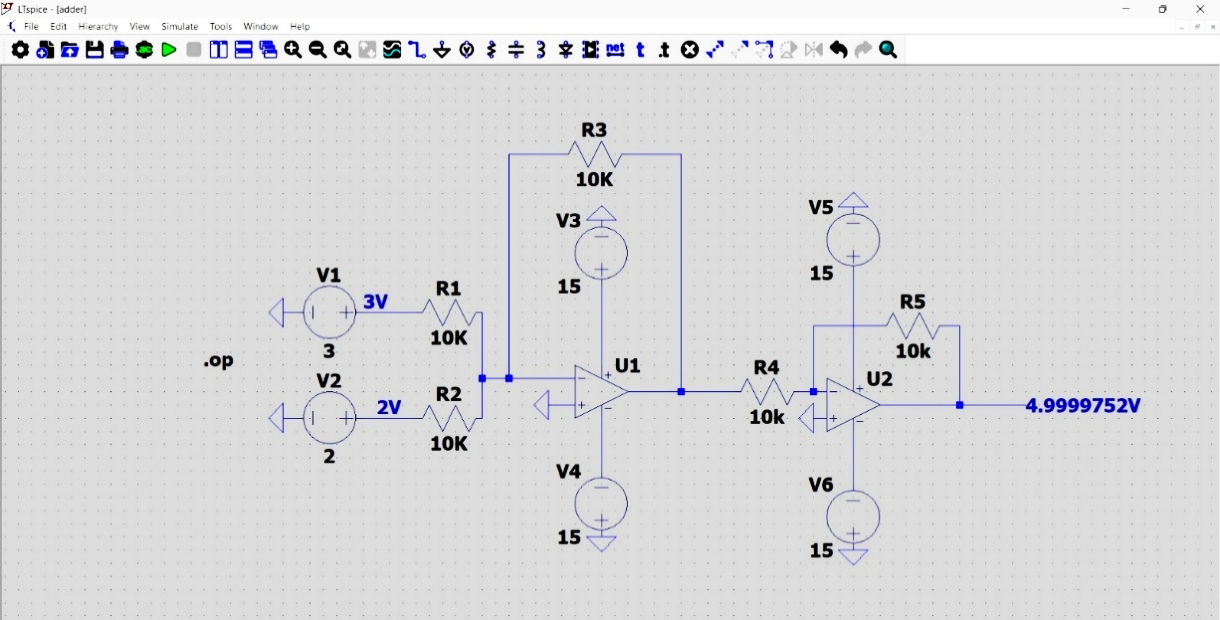 LTspice - [adder]
File Edit Hierarchy View Simulate Tools Window Help
R3
10K
V3
15
V5
15
V1
3V
3
R1
10K
.op
V2
2V
2
R2
10K
U1
R4
10k
R5
10k
U2
4.9999752V
V4
15
V6
15